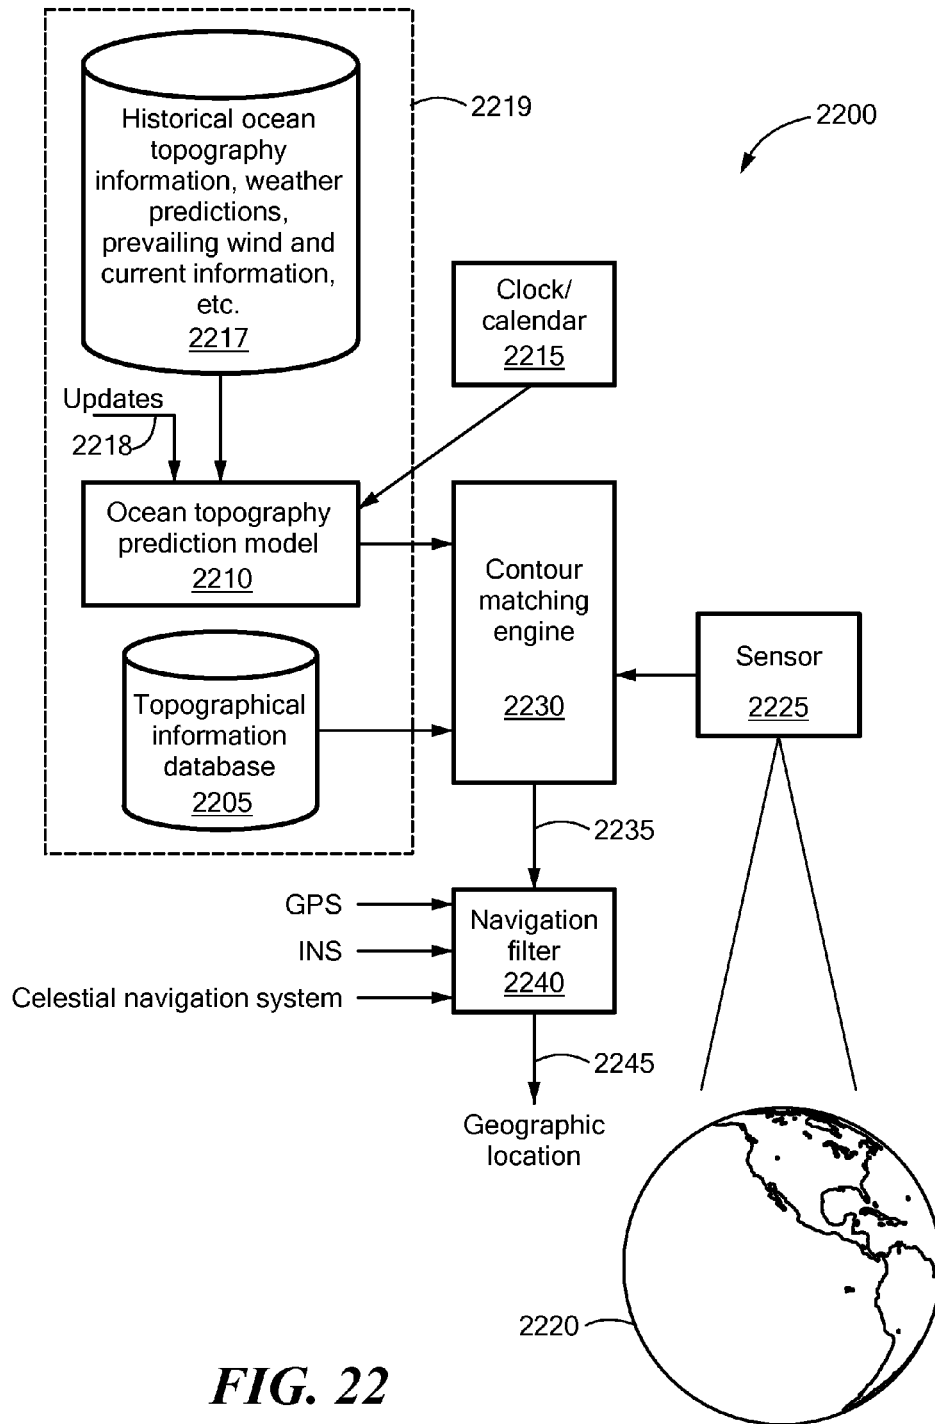 Historical ocean
topography
information, weather
predictions,
prevailing wind and
current information,
etc.
2217
2219
2200
Clock/
calendar
2215
Updates
2218
Ocean topography
prediction model
2210
Contour
matching
engine
2230
Sensor
2225
Topographical
information
database
2205
2235
GPS
INS
Celestial navigation system
Navigation
filter
2240
2245
Geographic
location
2220
FIG. 22